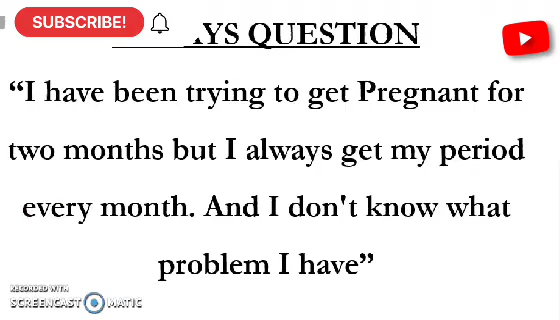 SUBSCRIBE!
YS QUESTION
“I have been trying to get Pregnant for
two months but I always get my period
every month. And I don't know what
problem I have”
RECORDED WITH
SCREENCAST MATIC